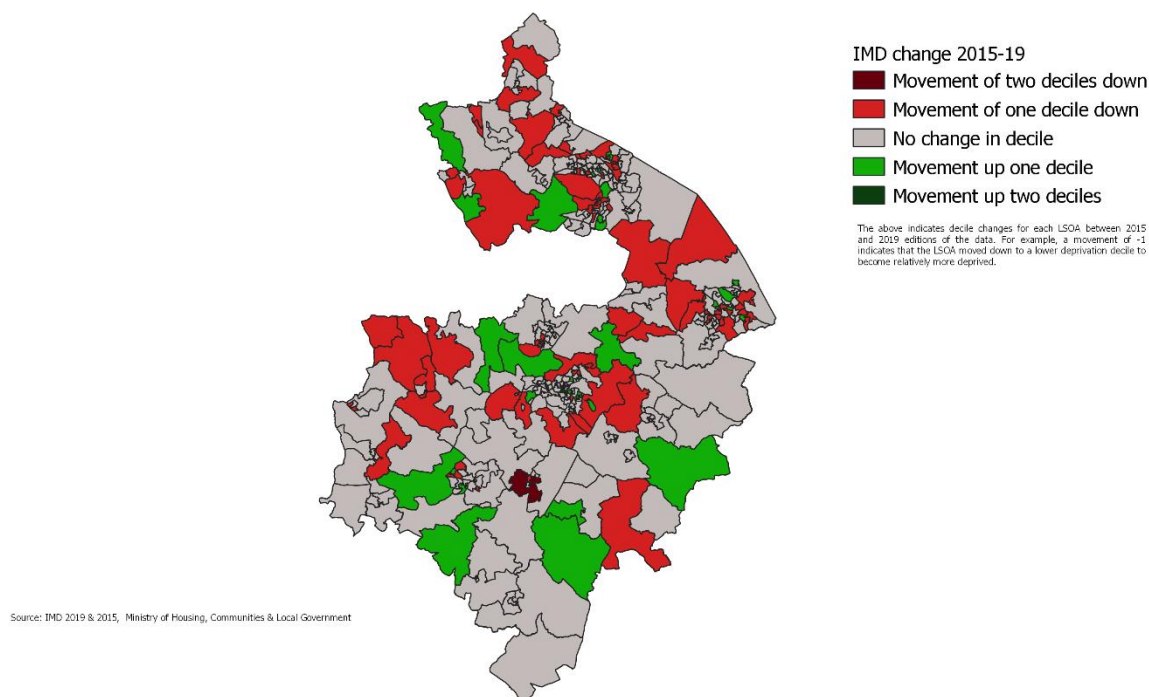 IMD change 2015-19
Movement of two deciles down
Movement of one decile down
No change in decile
Movement up one decile
Movement up two deciles
The above indicates decile changes for each LSOA between 2015
and 2019 editions of the data. For example, a movement of -1
indicates that the LSOA moved down to a lower deprivation decile to
become relatively more deprived.
Source: IMD 2019 & 2015, Ministry of Housing, Communities & Local Government